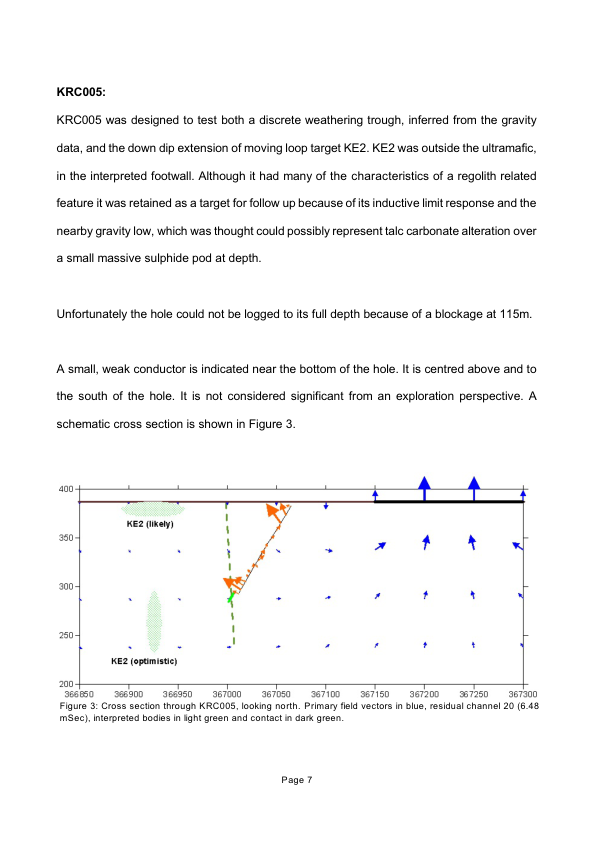 KRC005:
KRC005 was designed to test both a discrete weathering trough, inferred from the gravity
data, and the down dip extension of moving loop target KE2. KE2 was outside the ultramafic,
in the interpreted footwall. Although it had many of the characteristics of a regolith related
feature it was retained as a target for follow up because of its inductive limit response and the
nearby gravity low, which was thought could possibly represent talc carbonate alteration over
a small massive sulphide pod at depth.
Unfortunately the hole could not be logged to its full depth because of a blockage at 115m.
A small, weak conductor is indicated near the bottom of the hole. It is centred above and to
the south of the hole. It is not considered significant from an exploration perspective. A
schematic cross section is shown in Figure 3.
400
KE2 (likely)
350
300
250
KE2 (optimistic)
200
366850 366900 366950 367000 367050 367100 367150 367200 367250 367300
Figure 3: Cross section through KRC005, looking north. Primary field vectors in blue, residual channel 20 (6.48
mSec), interpreted bodies in light green and contact in dark green.
Page 7